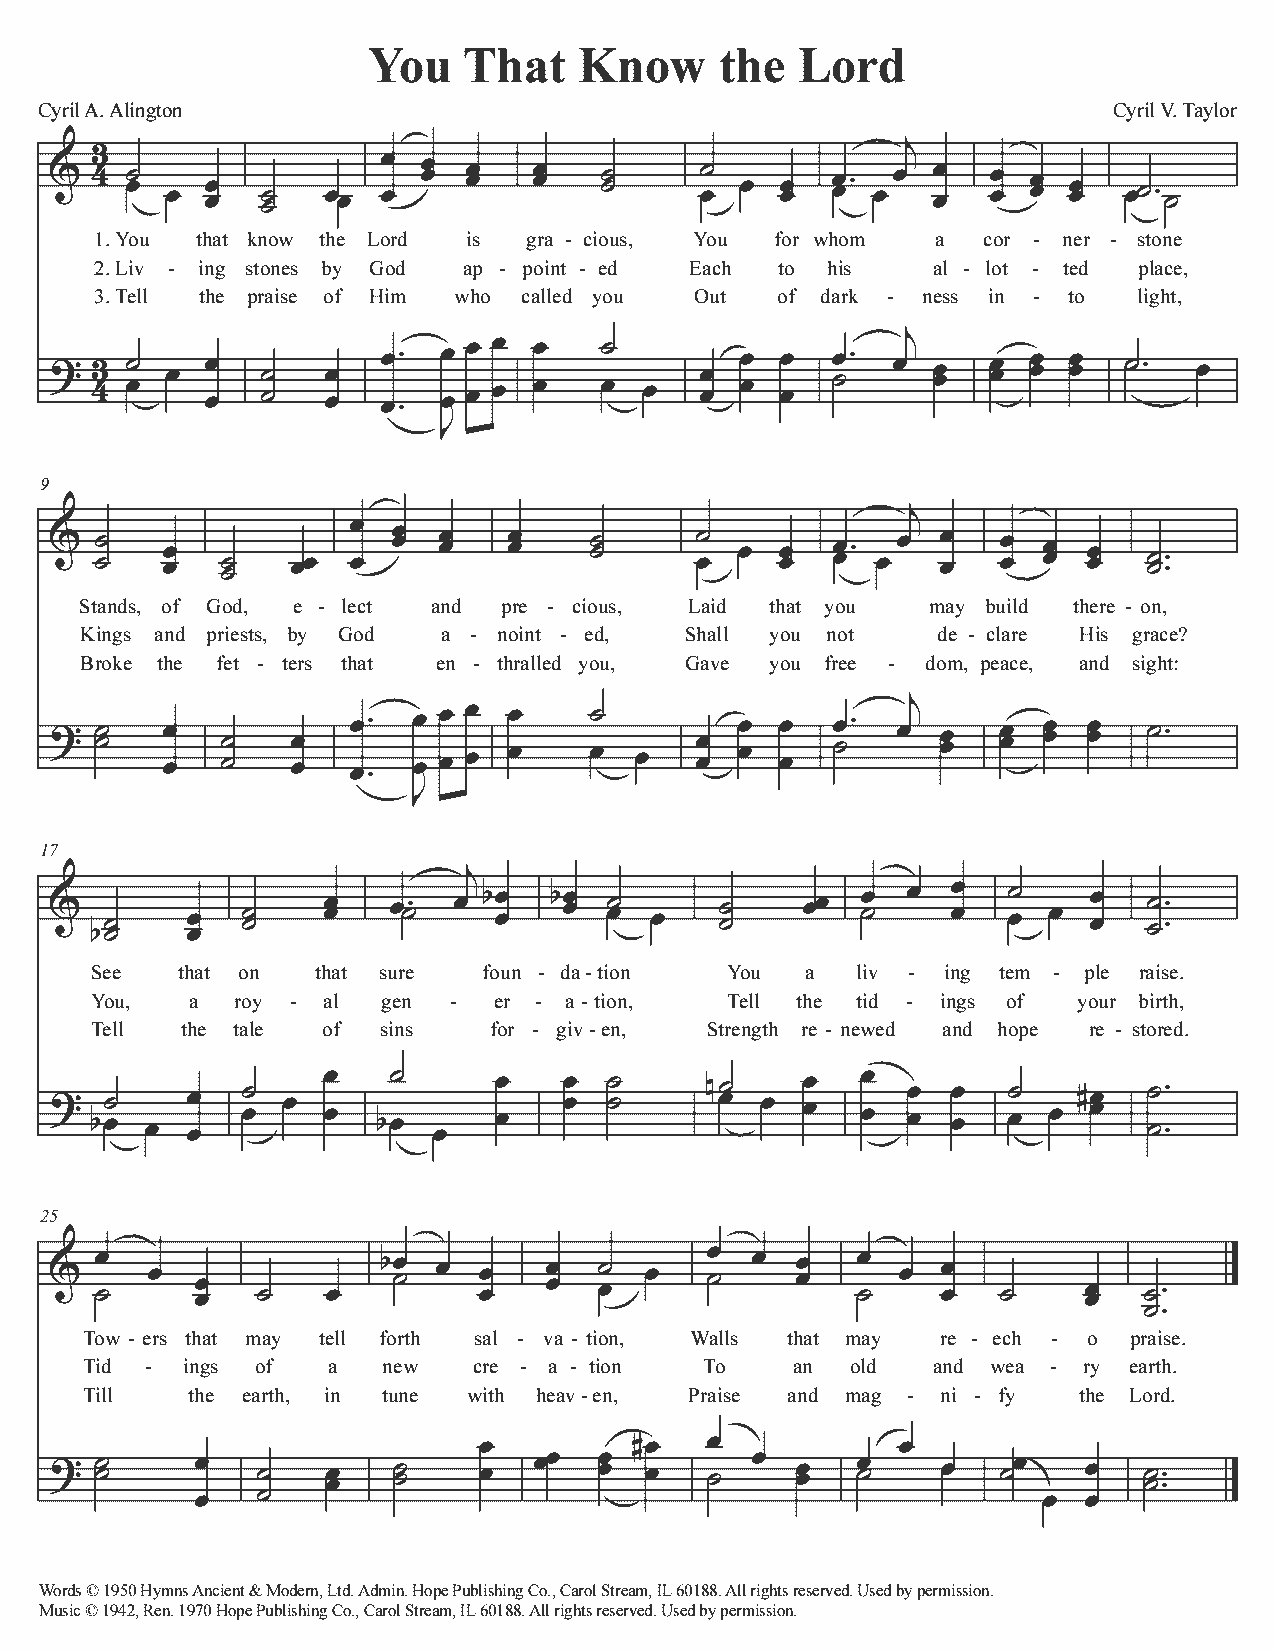 You That Know the Lord
Cyril A. Alington Cyril V. Taylor
1. You that know the Lord is gra - cious, You for whom a cor - ner - stone
2. Liv - ing stones by God ap - point - ed Each to his al - lot - ted place,
3. Tell the praise of Him who called you Out of dark - ness in - to light,
9
Stands, of God, e - lect and pre - cious, Laid that you may build there - on,
Kings and priests, by God a - noint - ed, Shall you not de - clare His grace?
Broke the fet - ters that en - thralled you, Gave you free - dom, peace, and sight:
17
See that on that sure foun - da - tion You a liv - ing tem - ple raise.
You, a roy - al gen - er - a - tion, Tell the tid - ings of your birth,
Tell the tale of sins for - giv - en, Strength re - newed and hope re - stored.
25
Tow - ers that may tell forth sal - va - tion, Walls that may re - ech - o praise.
Tid - ings of a new cre - a - tion To an old and wea - ry earth.
Till the earth, in tune with heav - en, Praise and mag - ni - fy the Lord.
Words © 1950 Hymns Ancient & Modern, Ltd. Admin. Hope Publishing Co., Carol Stream, IL 60188. All rights reserved. Used by permission.
Music © 1942, Ren. 1970 Hope Publishing Co., Carol Stream, IL 60188. All rights reserved. Used by permission.